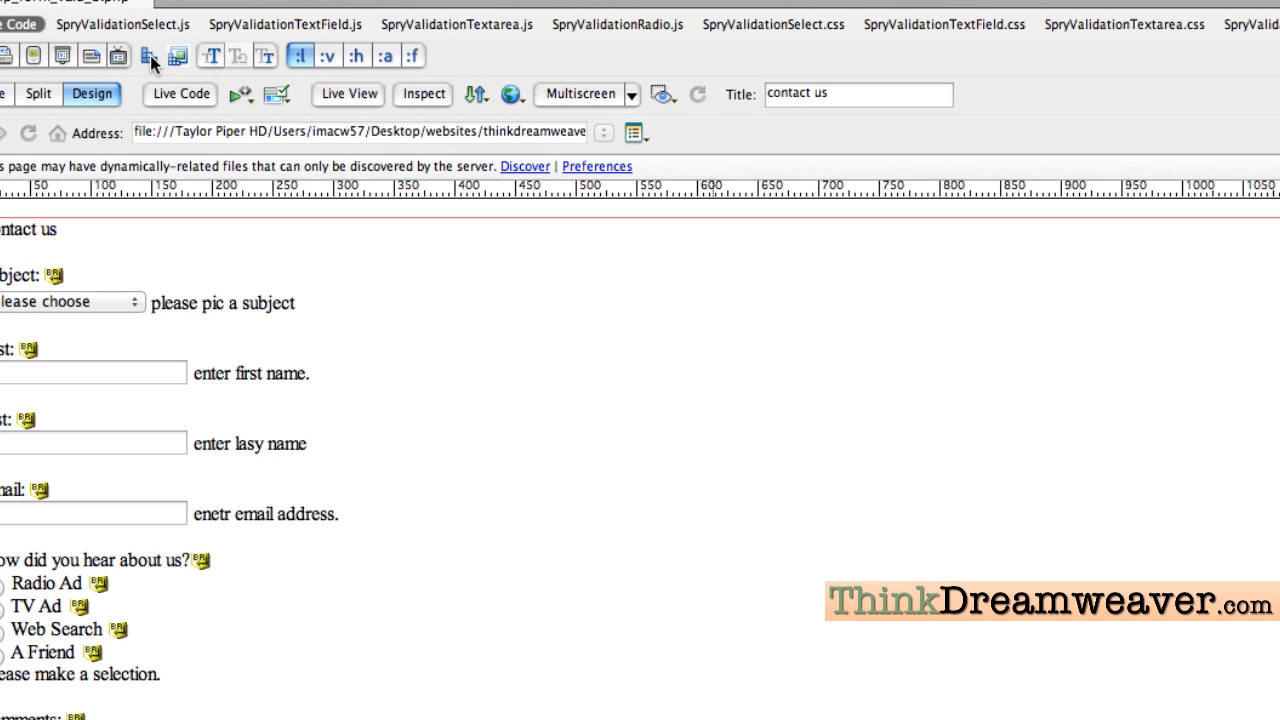 Code SpryValidationSelect.js SpryValidationTextField.js SpryValidationTextarea.js SpryValidationRadio.js SpryValidationSelect.css SpryValidationTextField.css SpryValidationTextarea.css SpryVali
:l :v :h :a :f
Split Design Live Code Live View Inspect Multiscreen Title: contact us
Address: file:///Taylor Piper HD/Users/imacw57/Desktop/websites/thinkdreamweave
s page may have dynamically-related files that can only be discovered by the server. Discover | Preferences
50 100 150 200 250 300 350 400 450 500 550 600 650 700 750 800 850 900 950 1000 1050
ntact us
bject:
lease choose please pic a subject
st:
enter first name.
st:
enter lasy name
nail:
enetr email address.
ow did you hear about us?
Radio Ad
TV Ad
Web Search
A Friend
ease make a selection.
ThinkDreamweaver.com